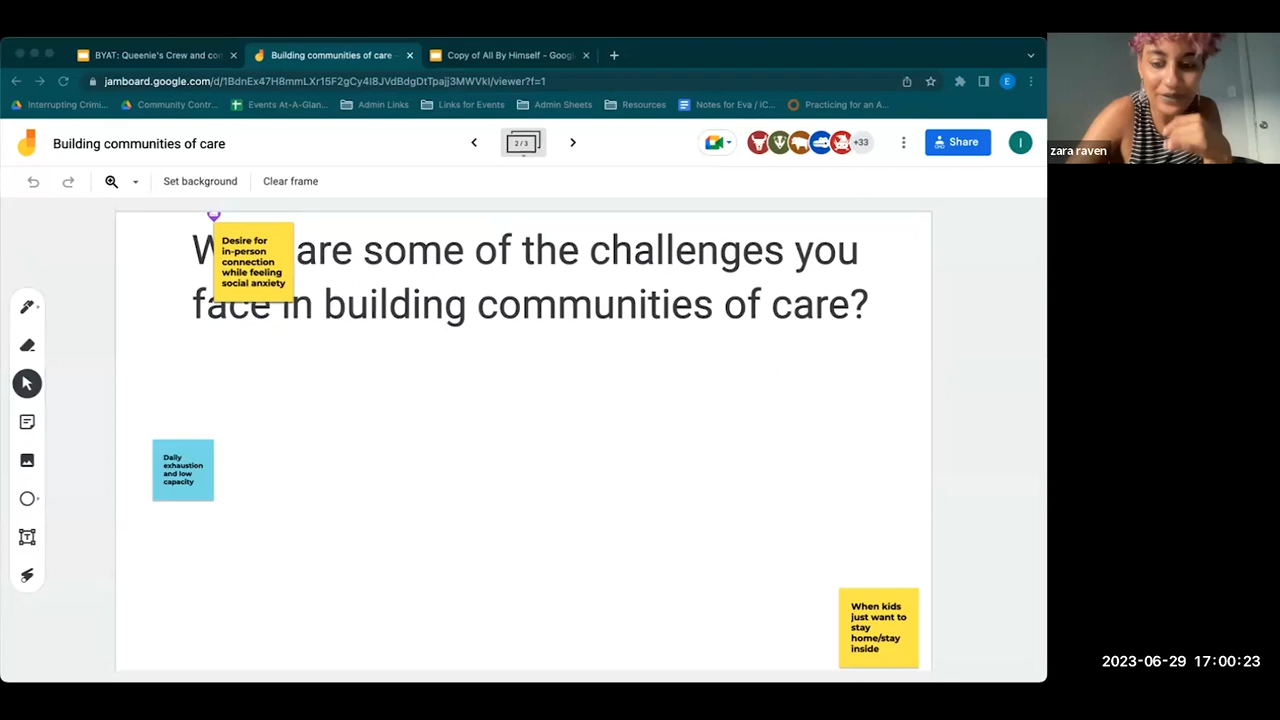 BYAT: Queenie's Crew and con
Building communities of care -
Copy of All By Himself - Googl
jamboard.google.com/d/1BdnEx47H8mmLXr15F2gCy4I8JVdBdgDtTpajj3MWVkI/viewer?f=1
E
Interrupting Crimi...
Community Contr...
Events At-A-Glan...
Admin Links
Links for Events
Admin Sheets
Resources
Notes for Eva / IC...
Practicing for an A...
Building communities of care
2 / 3
+33
Share
I
Set background
Clear frame
are some of the challenges you
face in building communities of care?
Desire for
in-person
connection
while feeling
social anxiety
Daily
exhaustion
and low
capacity
When kids
just want to
stay
home/stay
inside
zara raven
2023-06-29 17:00:23